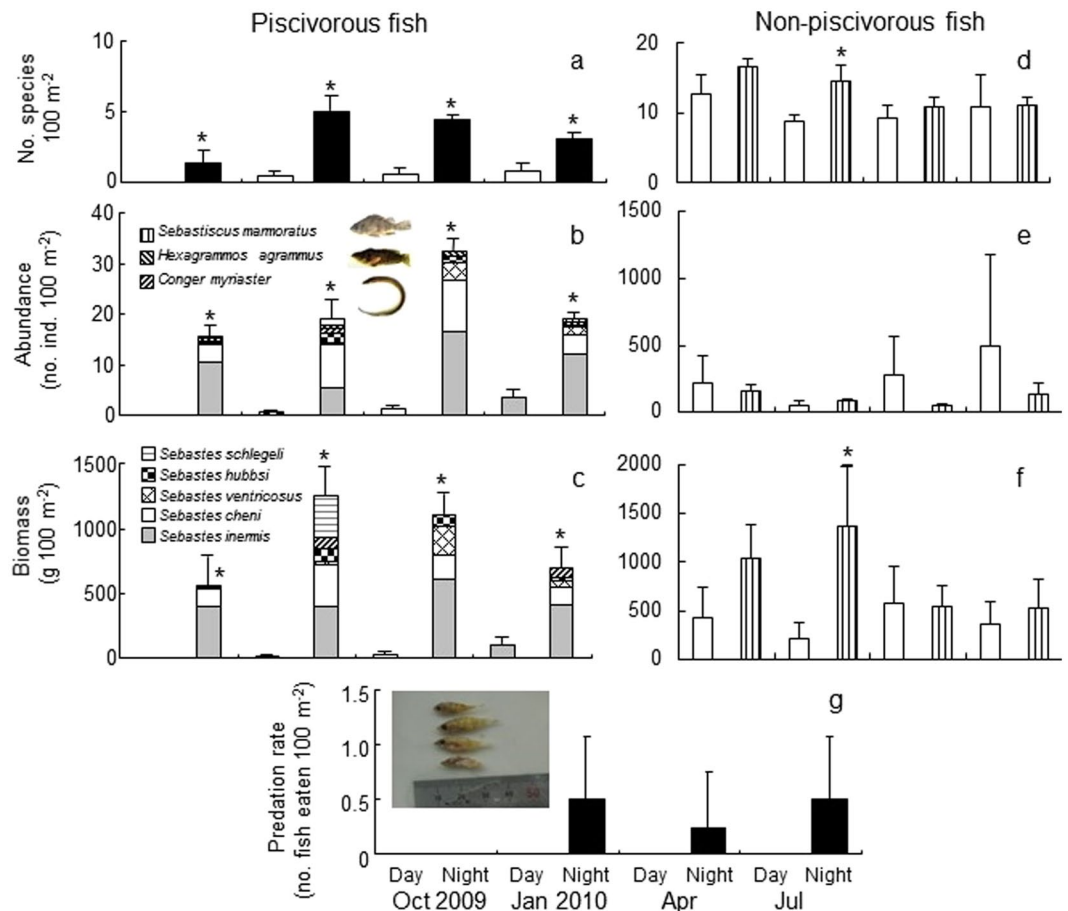 Piscivorous fish
Non-piscivorous fish
No. species
100 m-2
10
5
0
a
*
*
*
*
20
15
10
5
0
d
*
Abundance
(no. ind. 100 m-2)
40
30
20
10
0
b
Sebastiscus marmoratus
Hexagrammos agrammus
Conger myriaster
*
*
*
*
1500
1000
500
0
e
Biomass
(g 100 m-2)
1500
1000
500
0
c
Sebastes schlegeli
Sebastes hubbsi
Sebastes ventricosus
Sebastes cheni
Sebastes inermis
*
*
*
*
2000
1500
1000
500
0
f
*
Predation rate
(no. fish eaten 100 m-2)
1.5
1.0
0.5
0
g
50
Day Night Day Night Day Night Day Night
Oct 2009 Jan 2010 Apr Jul